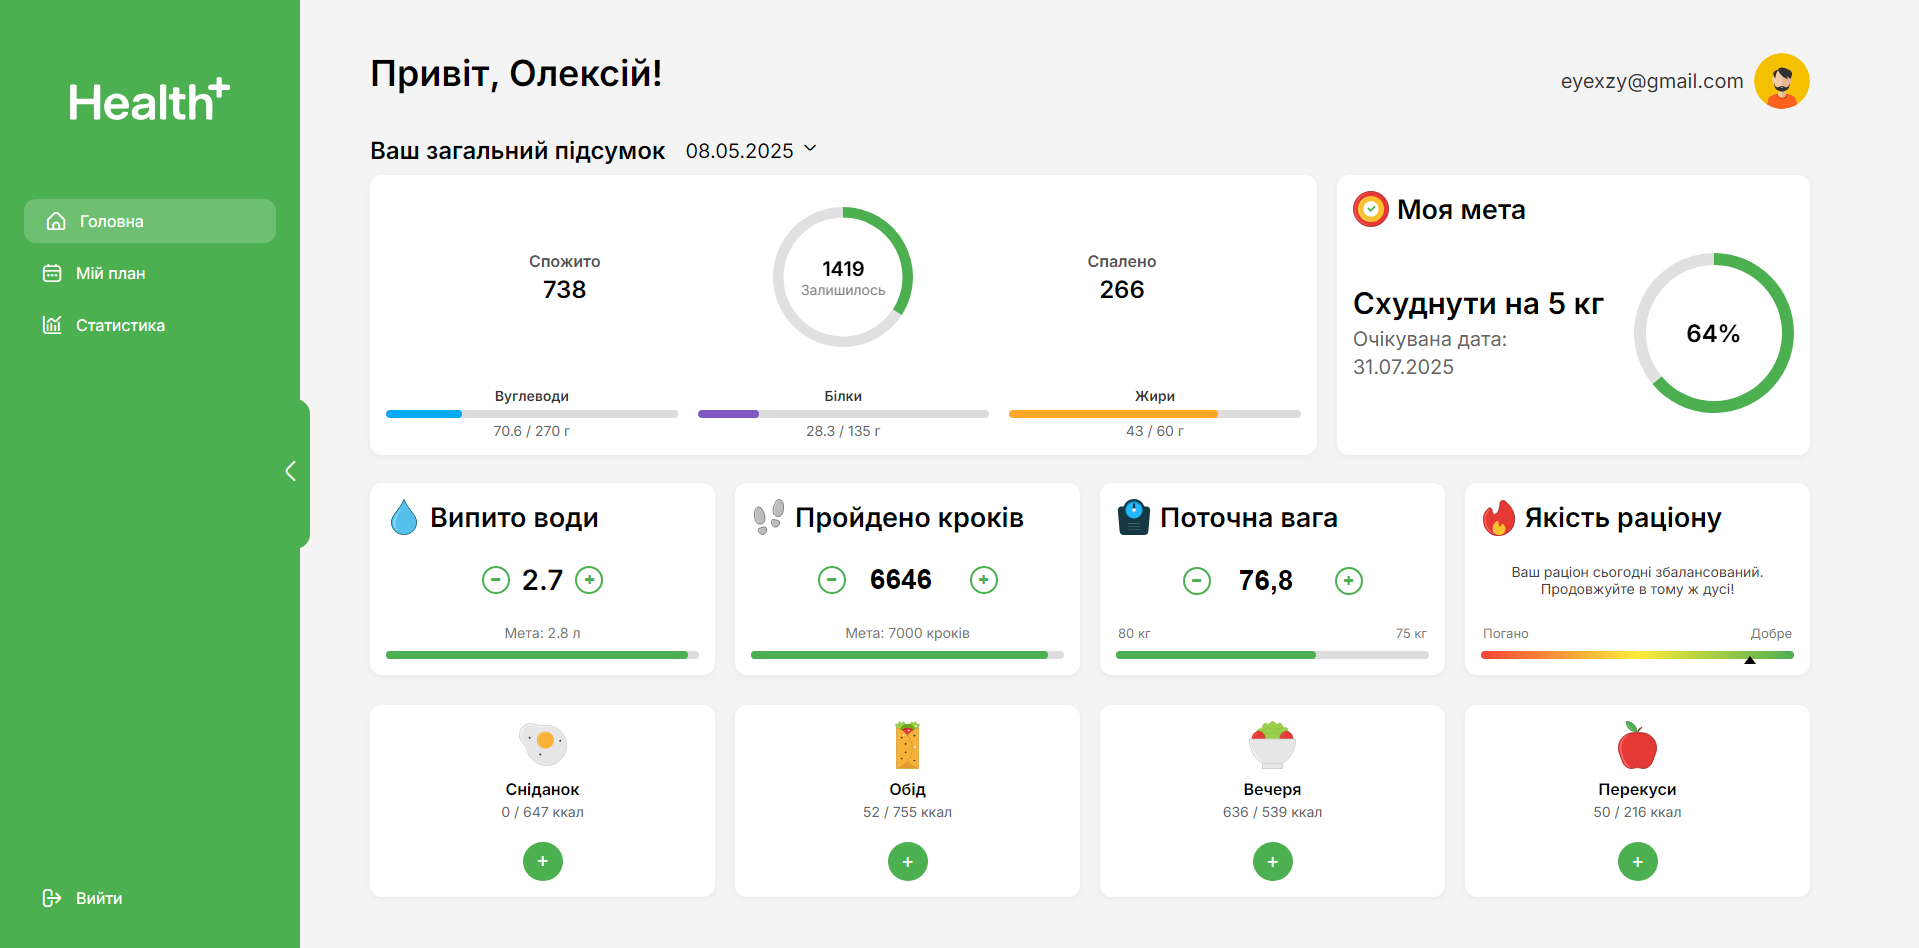 Health+
Головна
Мій план
Статистика
Вийти
Привіт, Олексій!
eyexzy@gmail.com
Ваш загальний підсумок 08.05.2025
Спожито
738
1419
Залишилось
Спалено
266
Вуглеводи
70.6 / 270 г
Білки
28.3 / 135 г
Жири
43 / 60 г
Моя мета
Схуднути на 5 кг
Очікувана дата:
31.07.2025
64%
Випито води
2.7
Мета: 2.8 л
Пройдено кроків
6646
Мета: 7000 кроків
Поточна вага
76,8
80 кг
75 кг
Якість раціону
Ваш раціон сьогодні збалансований.
Продовжуйте в тому ж дусі!
Погано
Добре
Сніданок
0 / 647 ккал
Обід
52 / 755 ккал
Вечеря
636 / 539 ккал
Перекуси
50 / 216 ккал